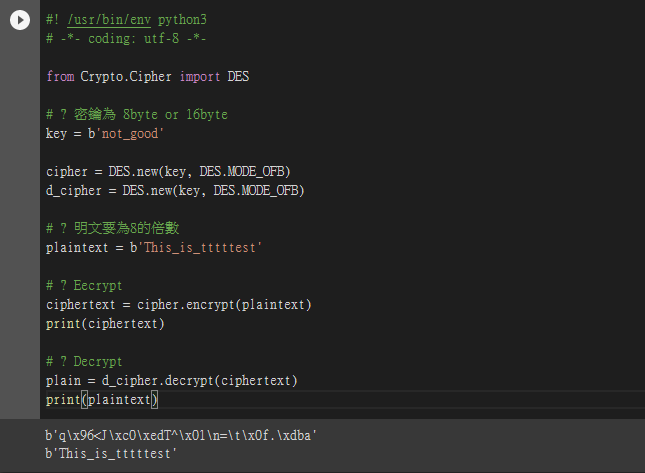 #! /usr/bin/env python3
# -*- coding: utf-8 -*-
from Crypto.Cipher import DES
# ? 密鑰為 8byte or 16byte
key = b'not_good'
cipher = DES.new(key, DES.MODE_OFB)
d_cipher = DES.new(key, DES.MODE_OFB)
# ? 明文要為8的倍數
plaintext = b'This_is_tttttest'
# ? Eecrypt
ciphertext = cipher.encrypt(plaintext)
print(ciphertext)
# ? Decrypt
plain = d_cipher.decrypt(ciphertext)
print(plaintext)
b'q\x96<J\xc0\xedT^\x01\n=\t\x0f.\xdba'
b'This_is_tttttest'